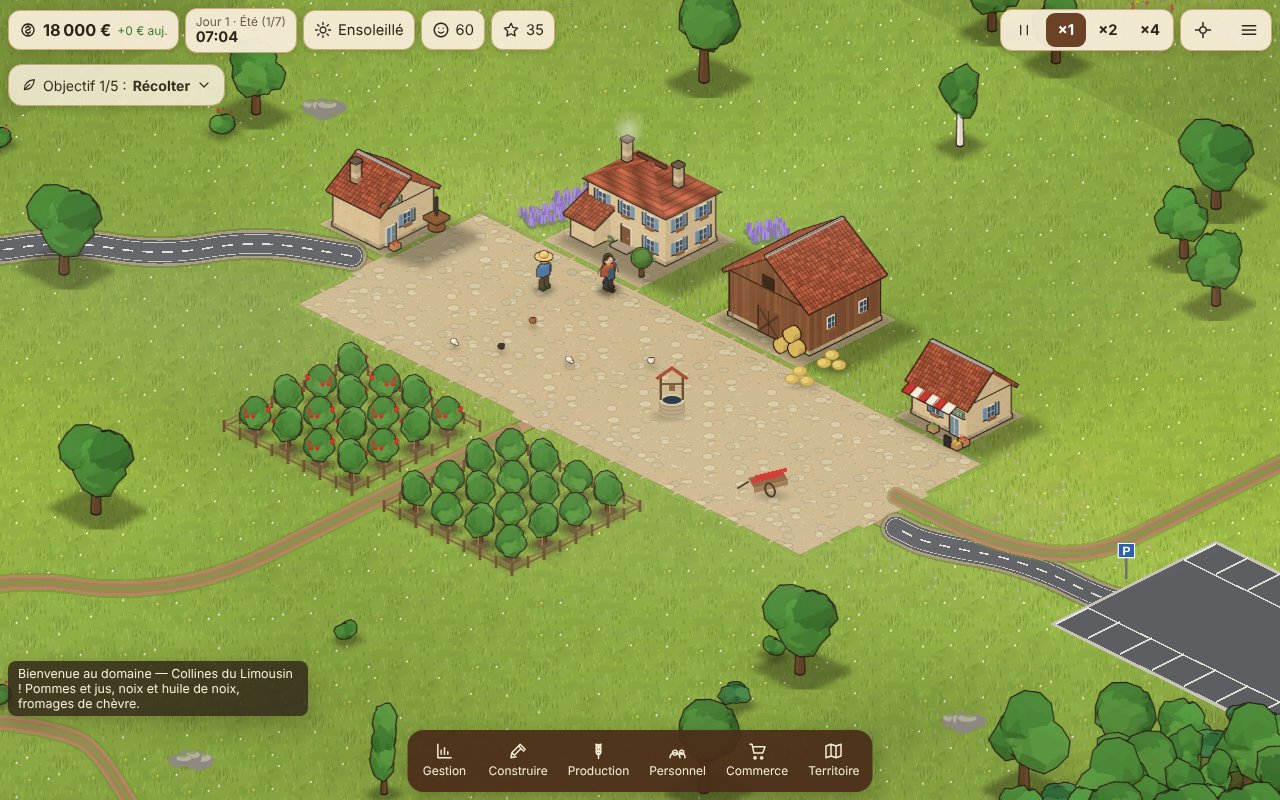 18 000 € +0 € auj.
Jour 1 · Été (1/7)
07:04
Ensoleillé
60
35
×1
×2
×4
Objectif 1/5 : Récolter
P
Bienvenue au domaine — Collines du Limousin
! Pommes et jus, noix et huile de noix,
fromages de chèvre.
Gestion
Construire
Production
Personnel
Commerce
Territoire